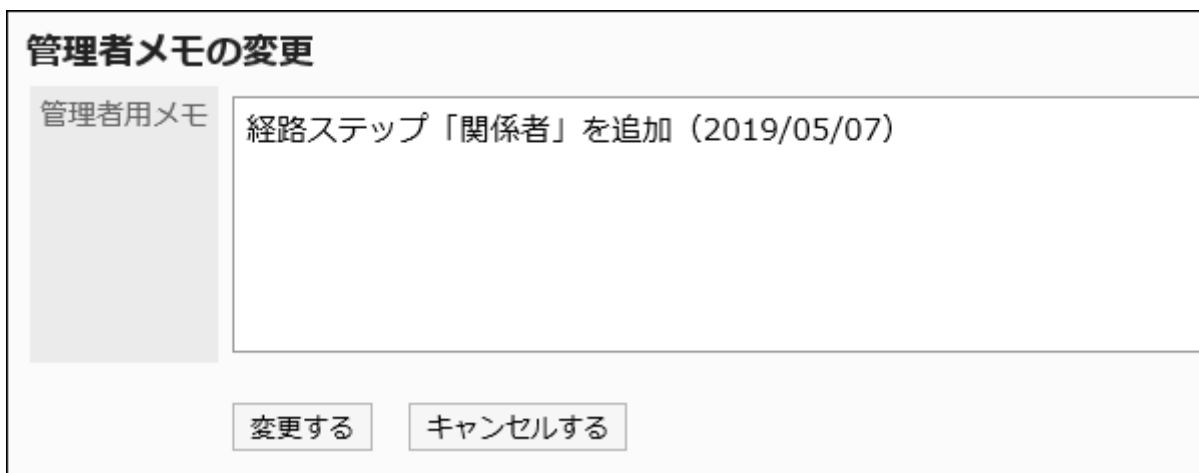 管理者メモの変更
管理者用メモ
経路ステップ「関係者」を追加（2019/05/07）
変更する
キャンセルする